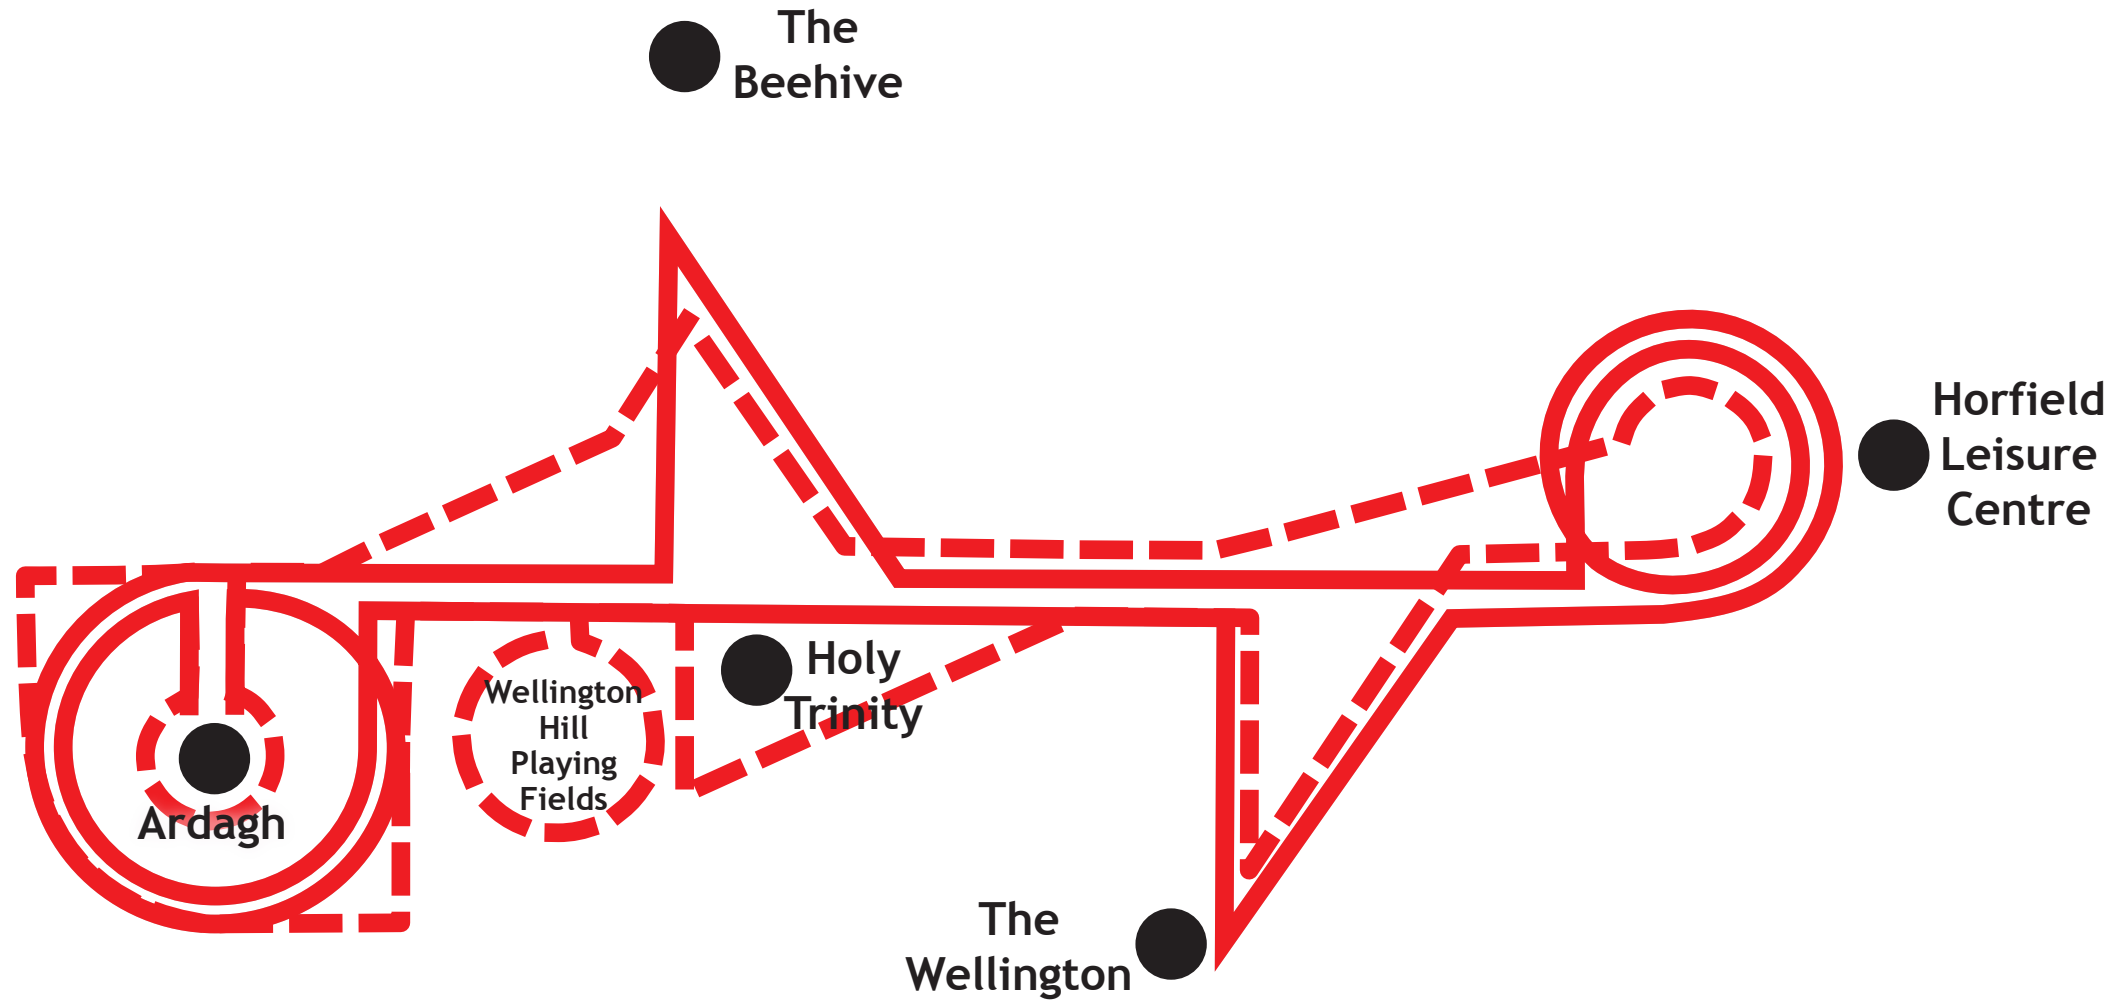 The
Beehive
Horfield
Leisure
Centre
Holy
Trinity
Wellington
Hill
Playing
Fields
Ardagh
The
Wellington